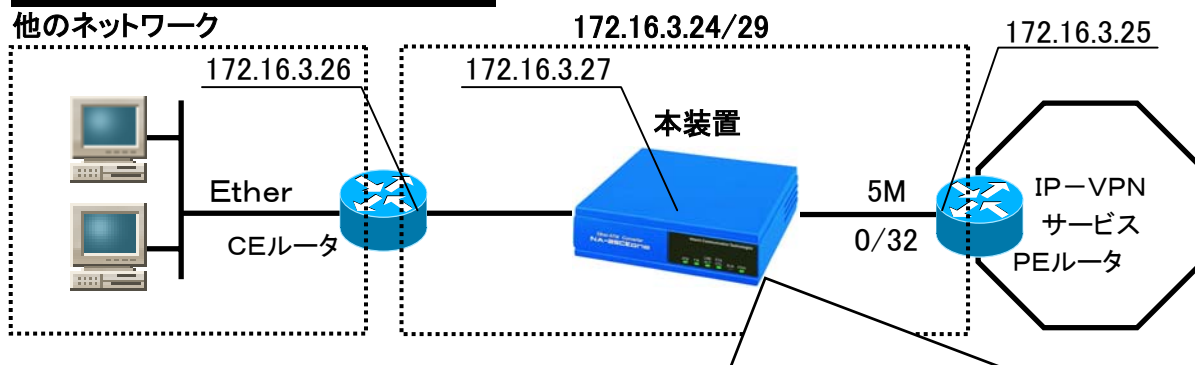 他のネットワーク
172.16.3.24/29
172.16.3.25
172.16.3.26
172.16.3.27
本装置
Ether
CEルータ
5M
0/32
IP－VPN
サービス
PEルータ